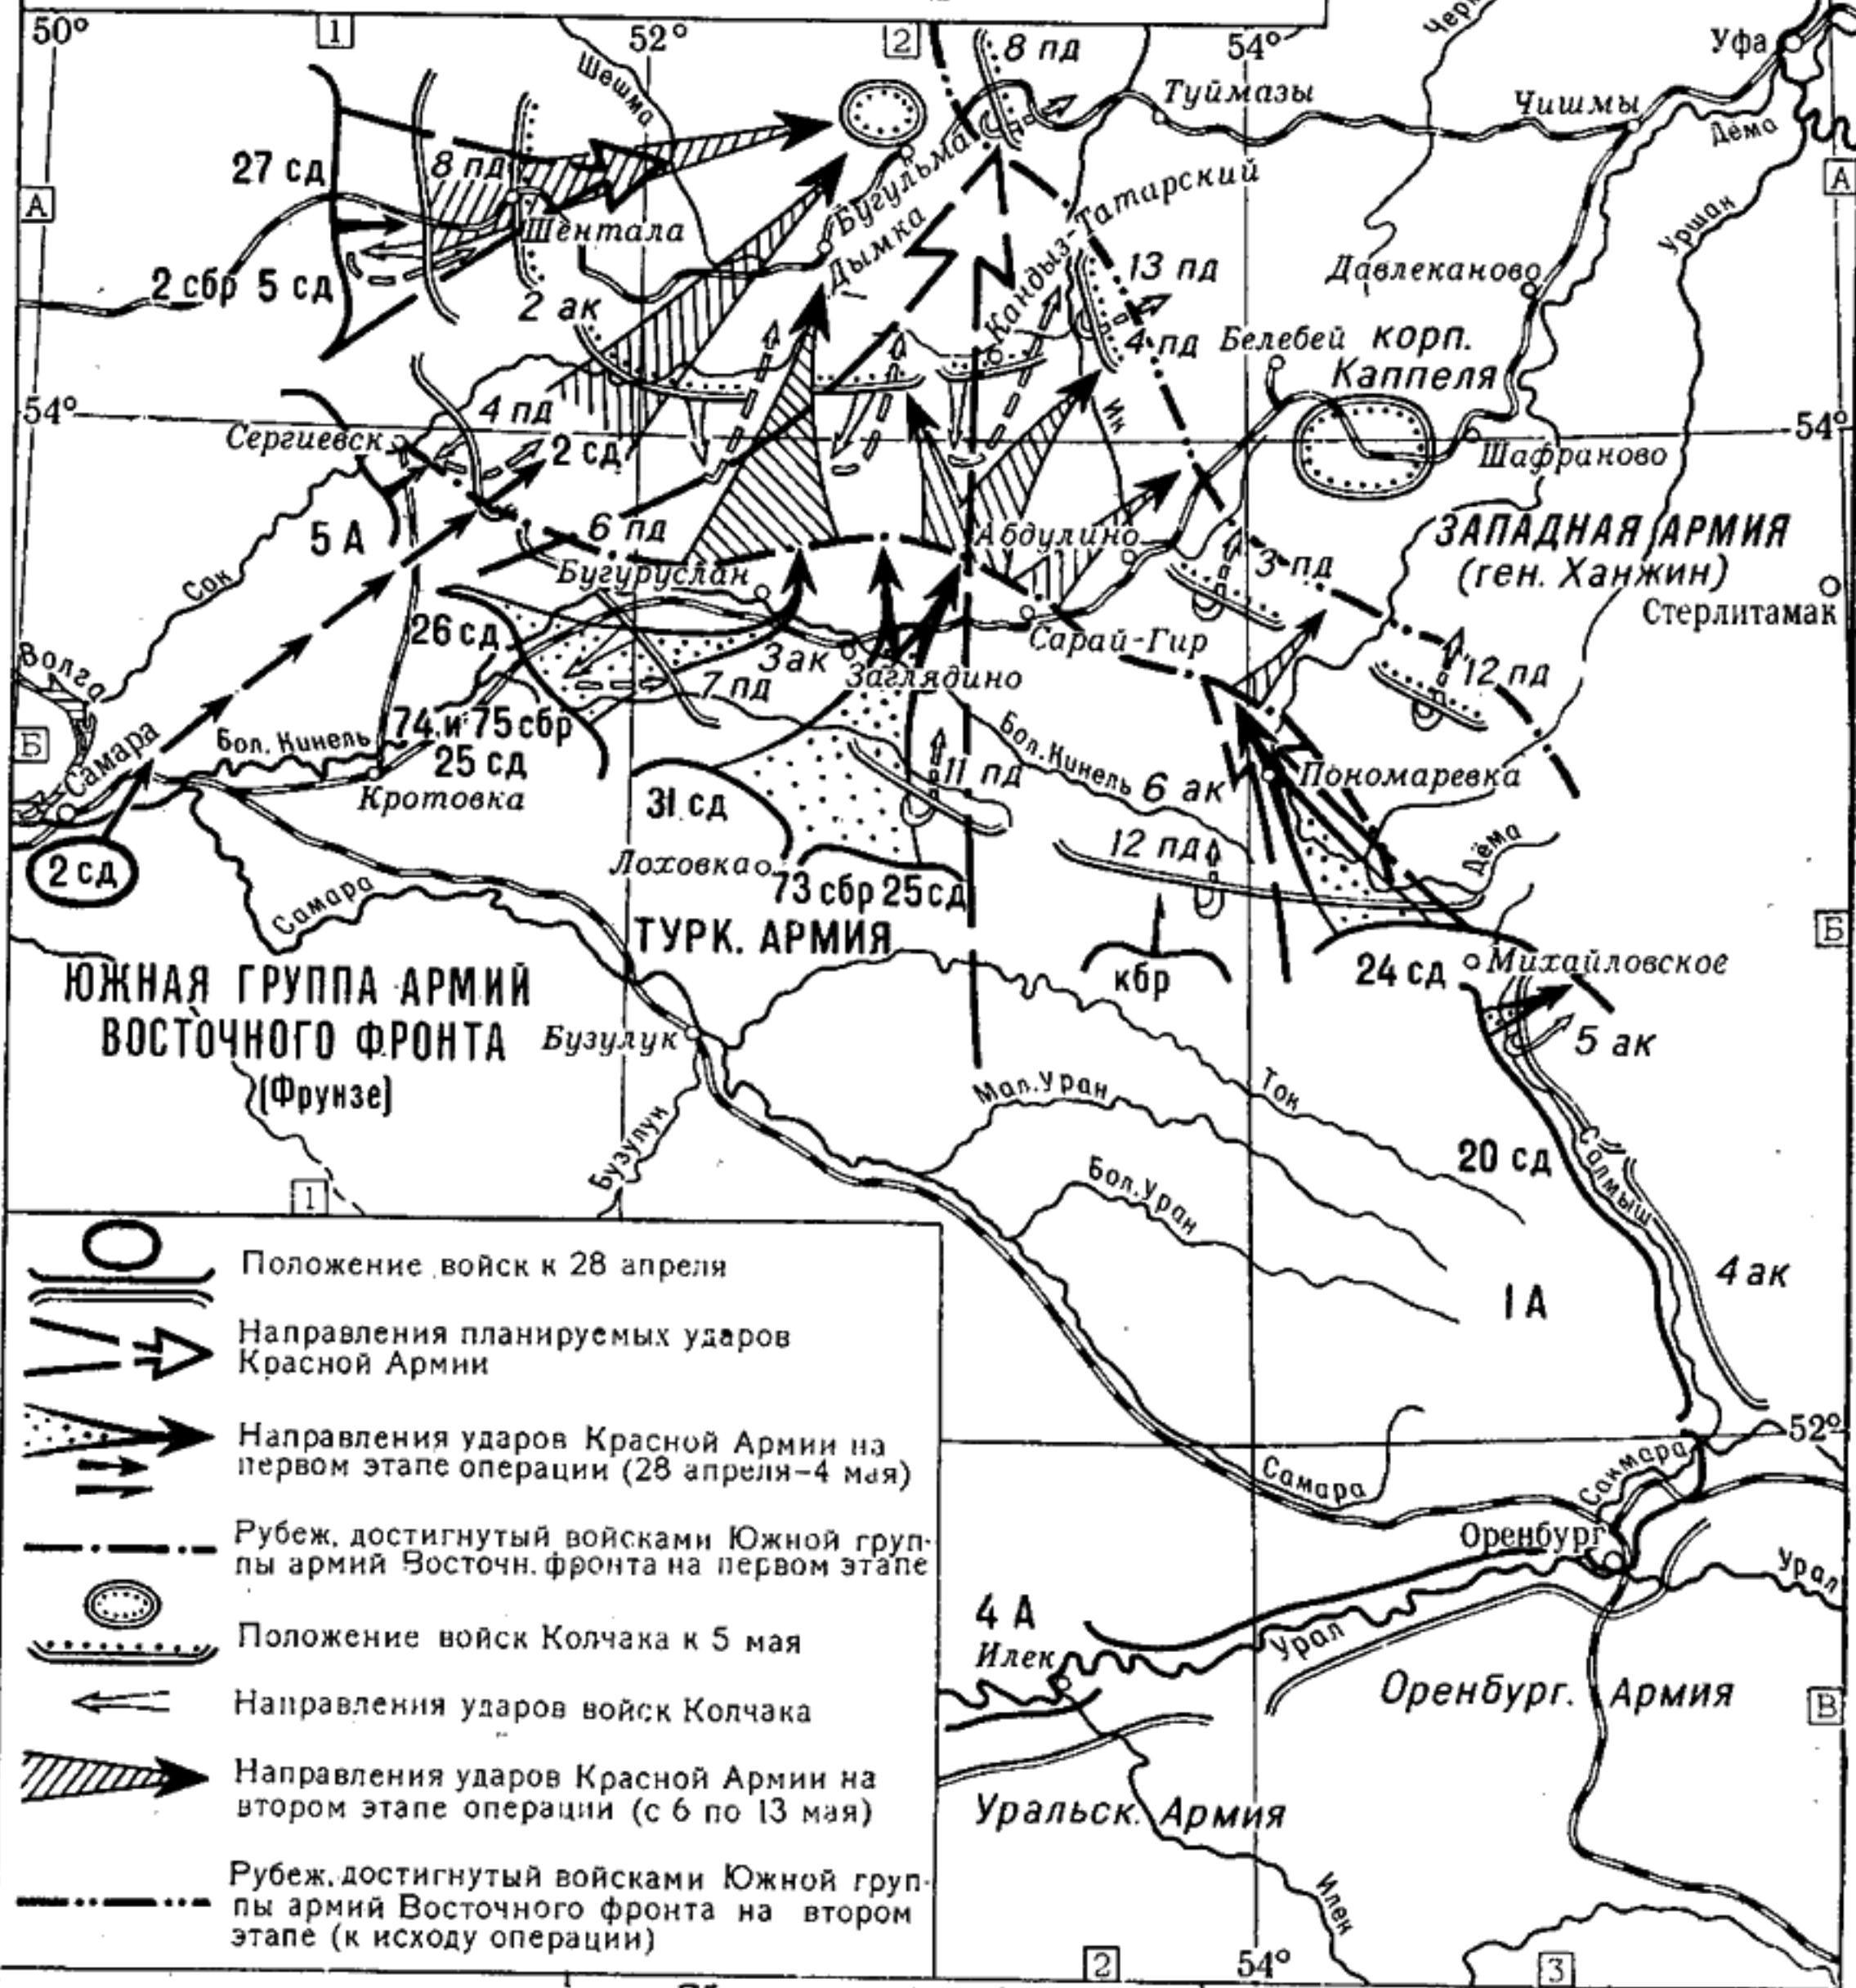 50°
1
52°
2
8 пд
54°
Уфа
Шешма
Туймазы
Чишмы
Дёма
27 сд
8 пд
А
Шентала
Бугульма
Дымка
Кандыз-Татарский
Уршак
А
2 сбр 5 сд
2 ак
13 пд
Давлеканово
4 пд
Белебей корп.
Каппеля
54°
Сергиевск
4 пд
2 сд
Ик
Шафраново
54°
5 А
6 пд
Абдулино
ЗАПАДНАЯ АРМИЯ
(ген. Ханжин)
Сок
Бугуруслан
3 пд
Стерлитамак
26 сд
Сарай-Гир
Волга
Зак
Заглядино
7 пд
12 пд
Б
Самара
74 и 75 сбр
25 сд
Бол. Кинель
Кротовка
31 сд
11 пд
Бол. Кинель
6 ак
Пономаревка
2 сд
Лоховка
73 сбр 25 сд
12 пд
Дёма
Самара
ТУРК. АРМИЯ
кбр
24 сд
Михайловское
Б
ЮЖНАЯ ГРУППА АРМИЙ
ВОСТОЧНОГО ФРОНТА
(Фрунзе)
Бузулук
5 ак
Мал. Уран
Ток
Бузулук
20 сд
Салмыш
Бол. Уран
1
4 ак
1 А
Положение войск к 28 апреля
Направления планируемых ударов
Красной Армии
Направления ударов Красной Армии на
первом этапе операции (28 апреля–4 мая)
Рубеж, достигнутый войсками Южной груп-
пы армий Восточн. фронта на первом этапе
Положение войск Колчака к 5 мая
Направления ударов войск Колчака
Направления ударов Красной Армии на
втором этапе операции (с 6 по 13 мая)
Рубеж, достигнутый войсками Южной груп-
пы армий Восточного фронта на втором
этапе (к исходу операции)
52°
Самара
Сакмара
Оренбург
Урал
4 А
Илек
Урал
Оренбург. Армия
В
Уральск. Армия
Илек
2
54°
3